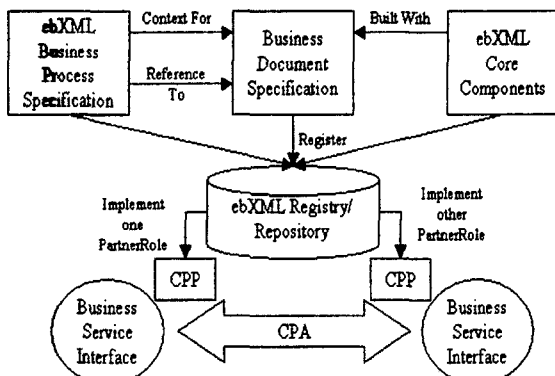 ebXML
Business
Process
Specification
Context For
Reference
To
Business
Document
Specification
Built With
ebXML
Core
Components
Register
ebXML Registry/
Repository
Implement
one
PartnerRole
Implement
other
PartnerRole
CPP
CPP
Business
Service
Interface
CPA
Business
Service
Interface